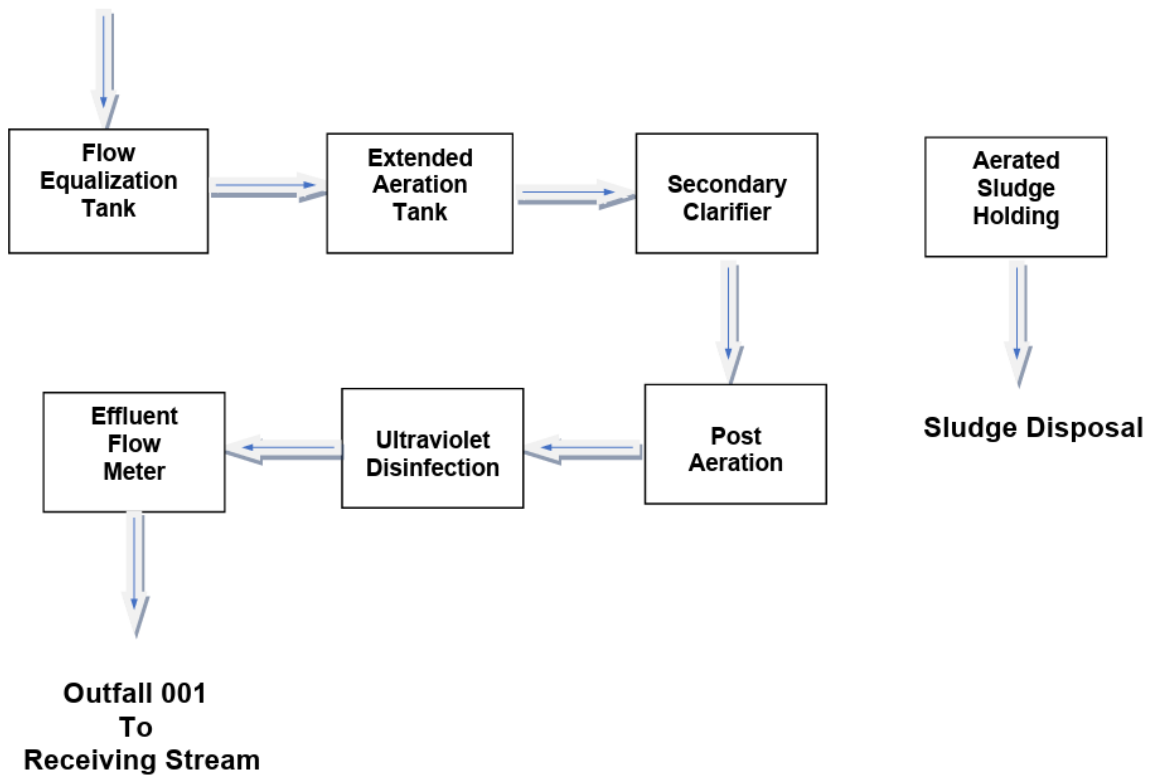 Flow
Equalization
Tank
Extended
Aeration
Tank
Secondary
Clarifier
Aerated
Sludge
Holding
Effluent
Flow
Meter
Ultraviolet
Disinfection
Post
Aeration
Sludge Disposal
Outfall 001
To
Receiving Stream